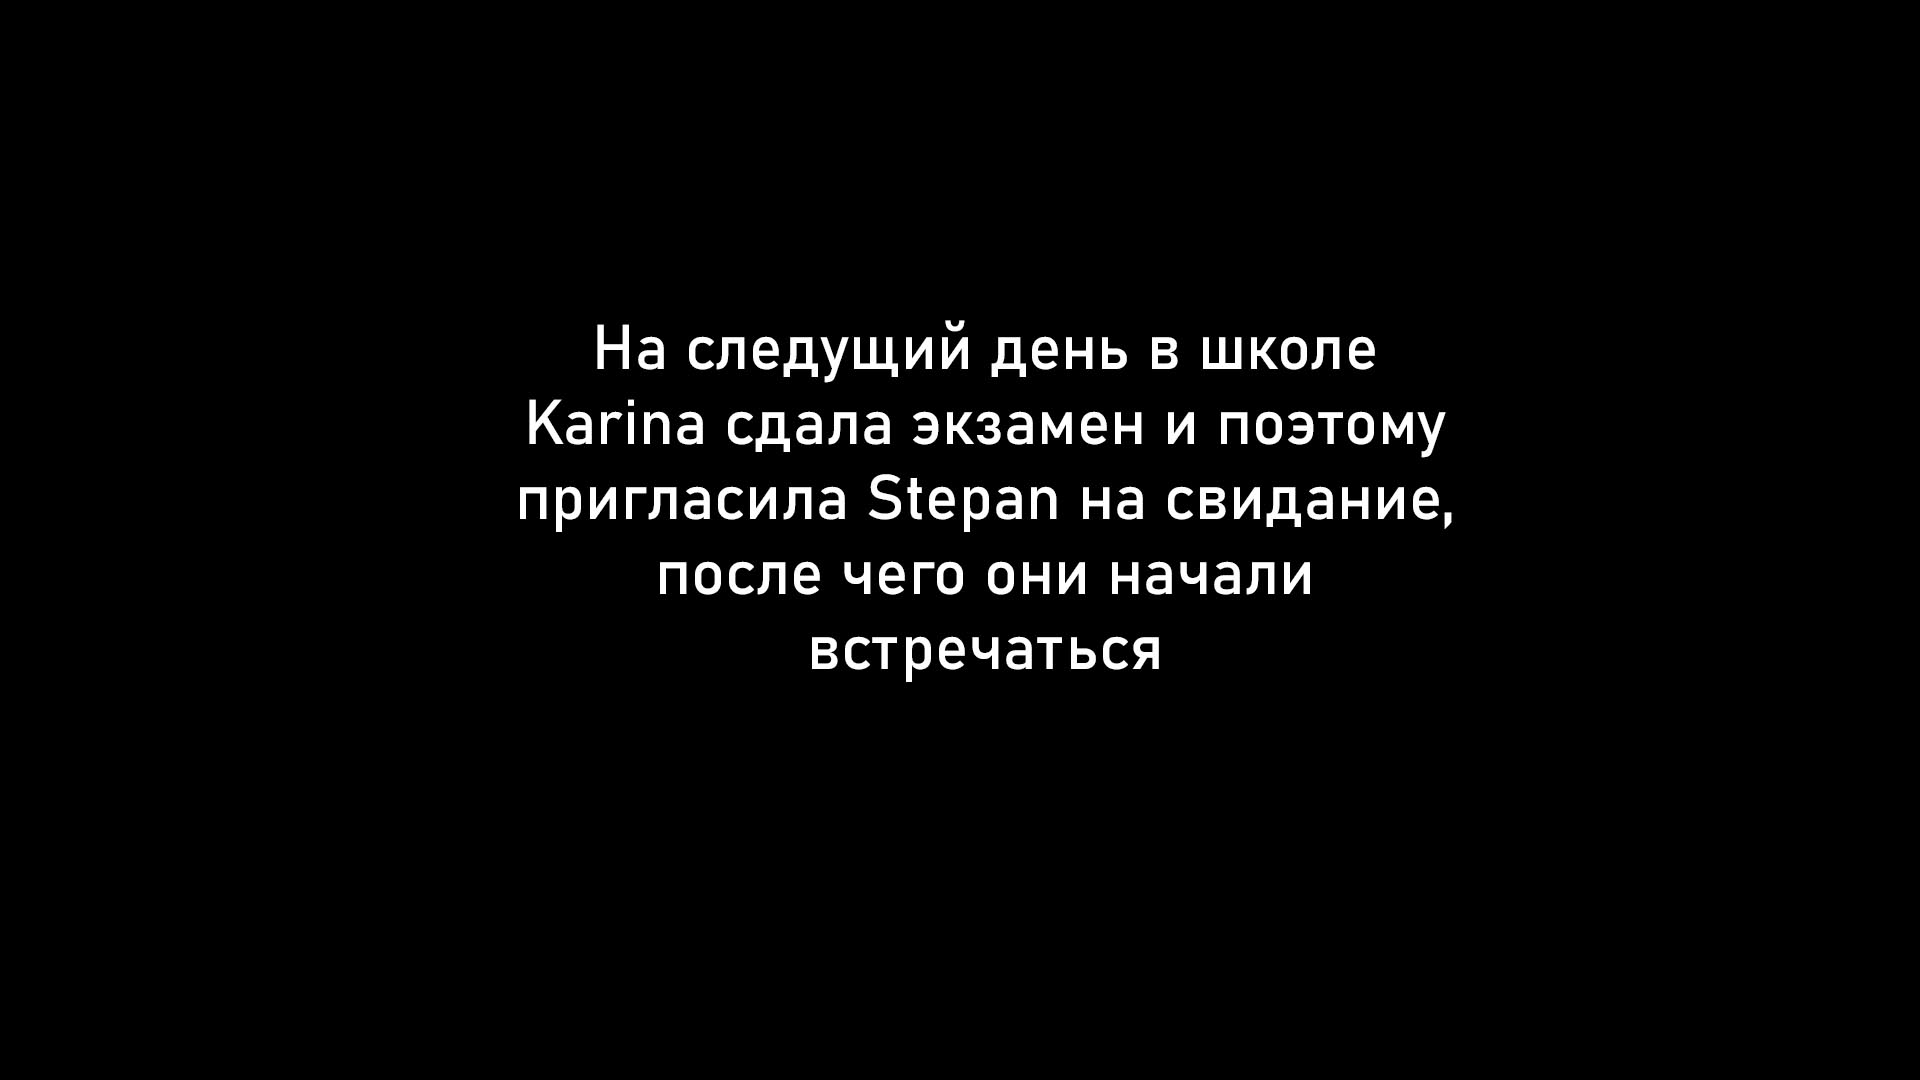 На следущий день в школе
Karina сдала экзамен и поэтому
пригласила Stepan на свидание,
после чего они начали
встречаться